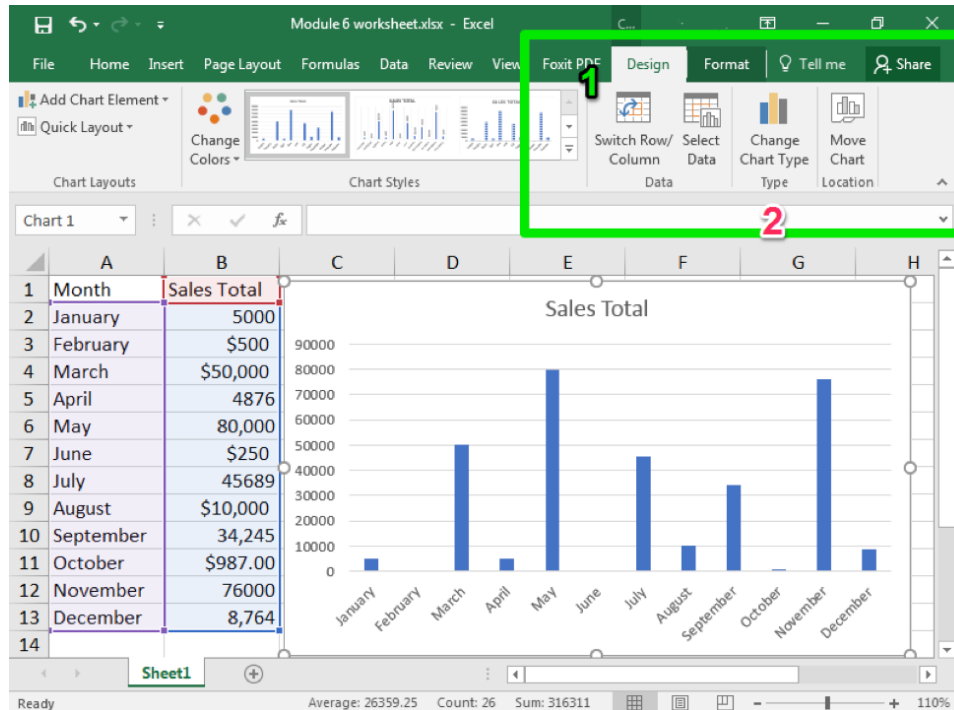 Module 6 worksheet.xlsx - Excel
C...
File Home Insert Page Layout Formulas Data Review View Foxit PDF Design Format Tell me Share
1
Add Chart Element
Quick Layout
Change
Colors
Switch Row/
Column
Select
Data
Change
Chart Type
Move
Chart
Chart Layouts Chart Styles Data Type Location
2
Chart 1 fx
A B C D E F G H
1 Month Sales Total
2 January 5000
3 February $500
4 March $50,000
5 April 4876
6 May 80,000
7 June $250
8 July 45689
9 August $10,000
10 September 34,245
11 October $987.00
12 November 76000
13 December 8,764
14
Sales Total
90000
80000
70000
60000
50000
40000
30000
20000
10000
0
January February March April May June July August September October November December
Sheet1
Ready Average: 26359.25 Count: 26 Sum: 316311 110%